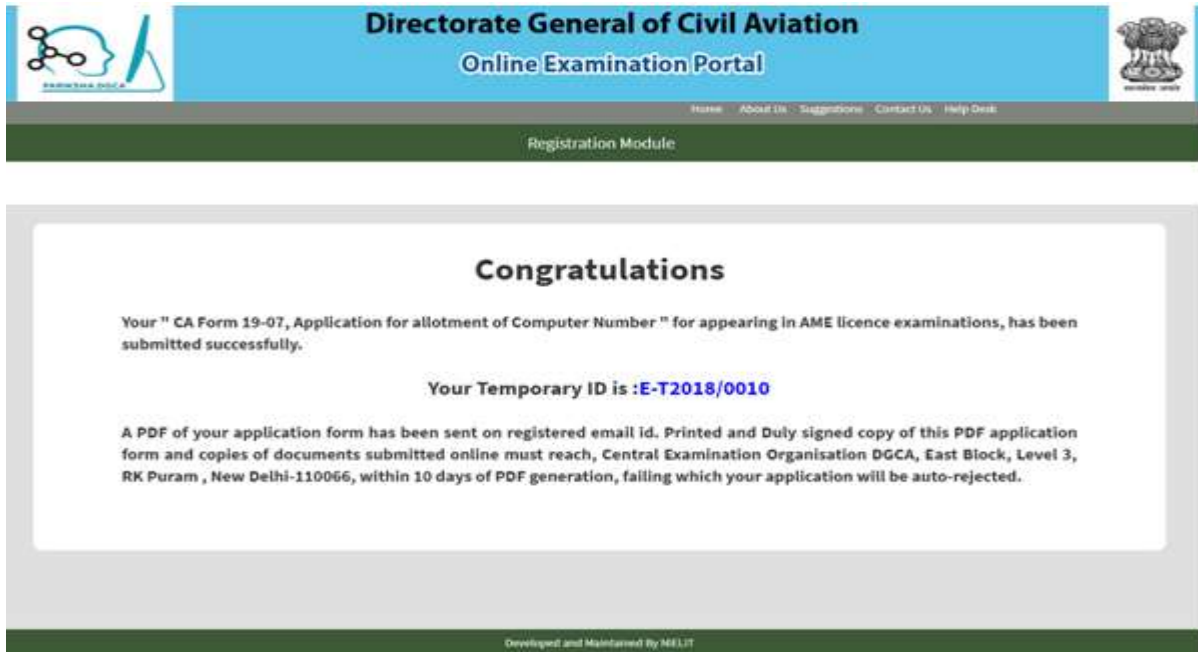 Directorate General of Civil Aviation
Online Examination Portal
PARIKSHA DGCA
Home About Us Suggestions Contact Us Help Desk
Registration Module
Congratulations
Your " CA Form 19-07, Application for allotment of Computer Number " for appearing in AME licence examinations, has been
submitted successfully.
Your Temporary ID is :E-T2018/0010
A PDF of your application form has been sent on registered email id. Printed and Duly signed copy of this PDF application
form and copies of documents submitted online must reach, Central Examination Organisation DGCA, East Block, Level 3,
RK Puram , New Delhi-110066, within 10 days of PDF generation, failing which your application will be auto-rejected.
Developed and Maintained By NIELIT